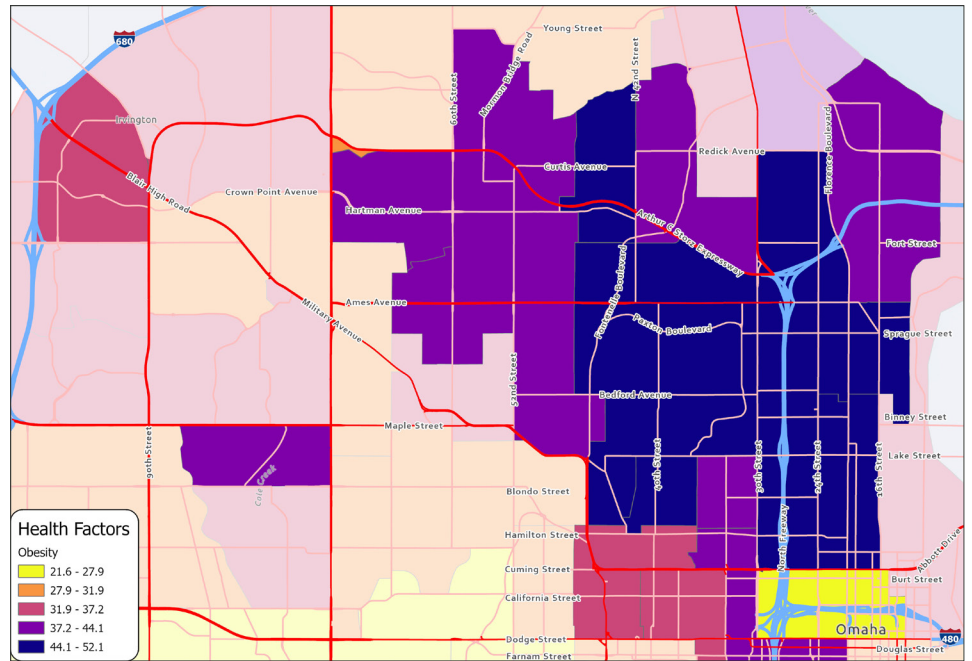 Young Street
680
60th Street
Mormon Bridge Road
N 42nd Street
Irvington
Florence Boulevard
Redick Avenue
Curtis Avenue
Blair High Road
Crown Point Avenue
Hartman Avenue
Arthur C Storz Expressway
Fort Street
Fontenelle Boulevard
Ames Avenue
Military Avenue
Paxton Boulevard
Sprague Street
52nd Street
Bedford Avenue
Binney Street
Maple Street
90th Street
Lake Street
40th Street
30th Street
24th Street
16th Street
Cole Creek
Blondo Street
Hamilton Street
North Freeway
Abbott Drive
Cuming Street
Burt Street
California Street
Omaha
Dodge Street
480
Douglas Street
Farnam Street
Health Factors
Obesity
21.6 - 27.9
27.9 - 31.9
31.9 - 37.2
37.2 - 44.1
44.1 - 52.1